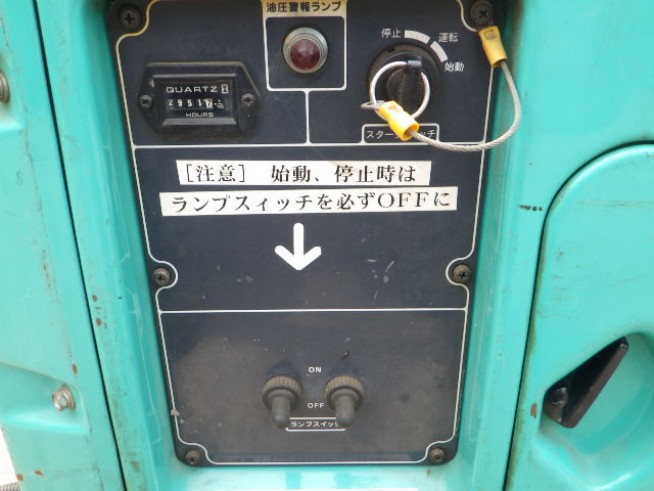 油圧警報ランプ
停止
運転
始動
QUARTZ
HOURS
[注意] 始動、停止時は
ランプスィッチを必ずOFFに
ON
OFF
ランプスイッチ